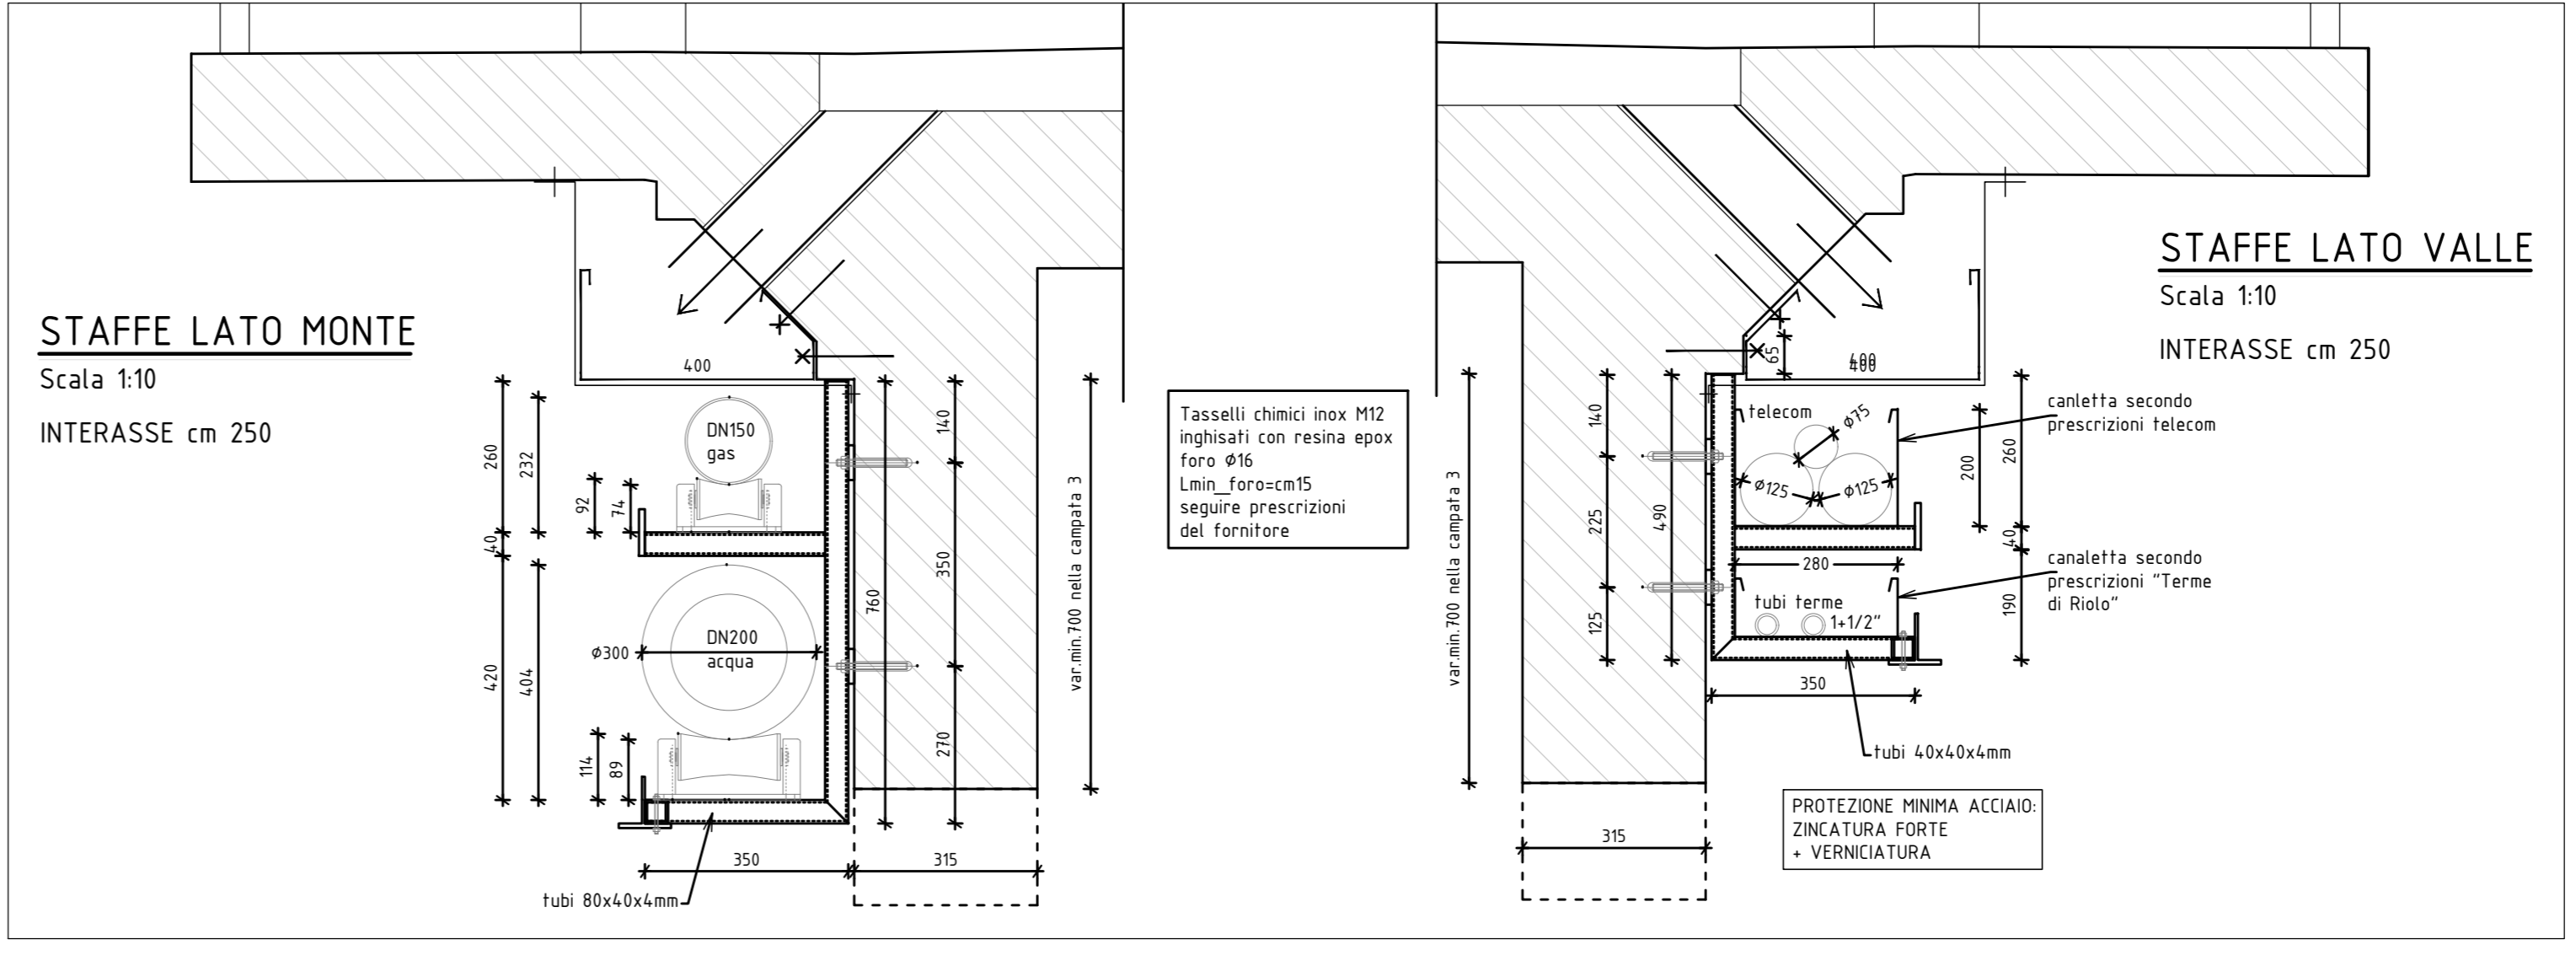 STAFFE LATO MONTE
Scala 1:10
INTERASSE cm 250
400
260
232
92
74
40
DN150
gas
420
404
Ø300
DN200
acqua
114
89
760
140
350
270
var.min.700 nella campata 3
350
315
tubi 80x40x4mm
Tasselli chimici inox M12
inghisati con resina epox
foro Ø16
Lmin_foro=cm15
seguire prescrizioni
del fornitore
STAFFE LATO VALLE
Scala 1:10
INTERASSE cm 250
65
400
400
var.min.700 nella campata 3
140
225
125
490
telecom
Ø75
Ø125
Ø125
200
260
40
190
canletta secondo
prescrizioni telecom
280
canaletta secondo
prescrizioni "Terme
di Riolo"
tubi terme
1+1/2"
350
tubi 40x40x4mm
315
PROTEZIONE MINIMA ACCIAIO:
ZINCATURA FORTE
+ VERNICIATURA